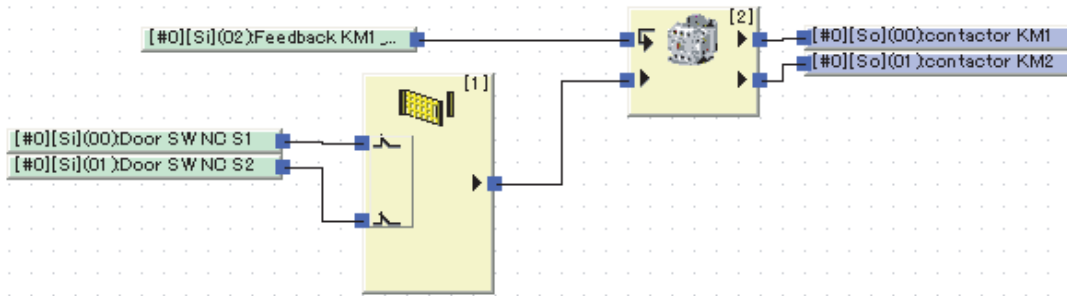 [2]
[#0][Si](02):Feedback KM1_...
[#0][So](00):contactor KM1
[#0][So](01):contactor KM2
[1]
[#0][Si](00):Door SW NC S1
[#0][Si](01):Door SW NC S2